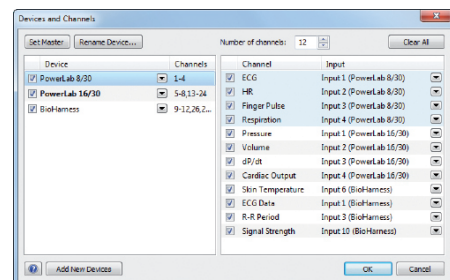 Devices and Channels
Set Master Rename Device... Number of channels: 12 Clear All
Device Channels
PowerLab 8/30 1-4
PowerLab 16/30 5-8,13-24
BioHarness 9-12,26,2...
Channel Input
ECG Input 1 (PowerLab 8/30)
HR Input 2 (PowerLab 8/30)
Finger Pulse Input 3 (PowerLab 8/30)
Respiration Input 4 (PowerLab 8/30)
Pressure Input 1 (PowerLab 16/30)
Volume Input 2 (PowerLab 16/30)
dP/dt Input 3 (PowerLab 16/30)
Cardiac Output Input 4 (PowerLab 16/30)
Skin Temperature Input 6 (BioHarness)
ECG Data Input 1 (BioHarness)
R-R Period Input 3 (BioHarness)
Signal Strength Input 10 (BioHarness)
? Add New Devices OK Cancel